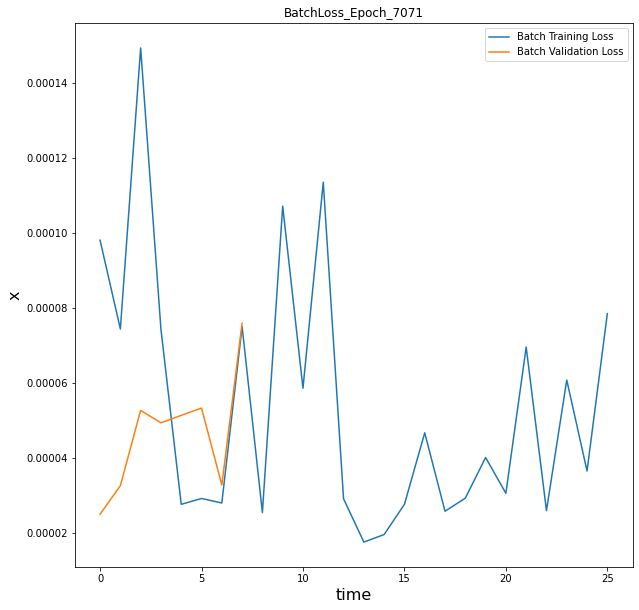 BatchLoss_Epoch_7071
Batch Training Loss
Batch Validation Loss
0.00014
0.00012
0.00010
0.00008
0.00006
0.00004
0.00002
x
0 5 10 15 20 25
time